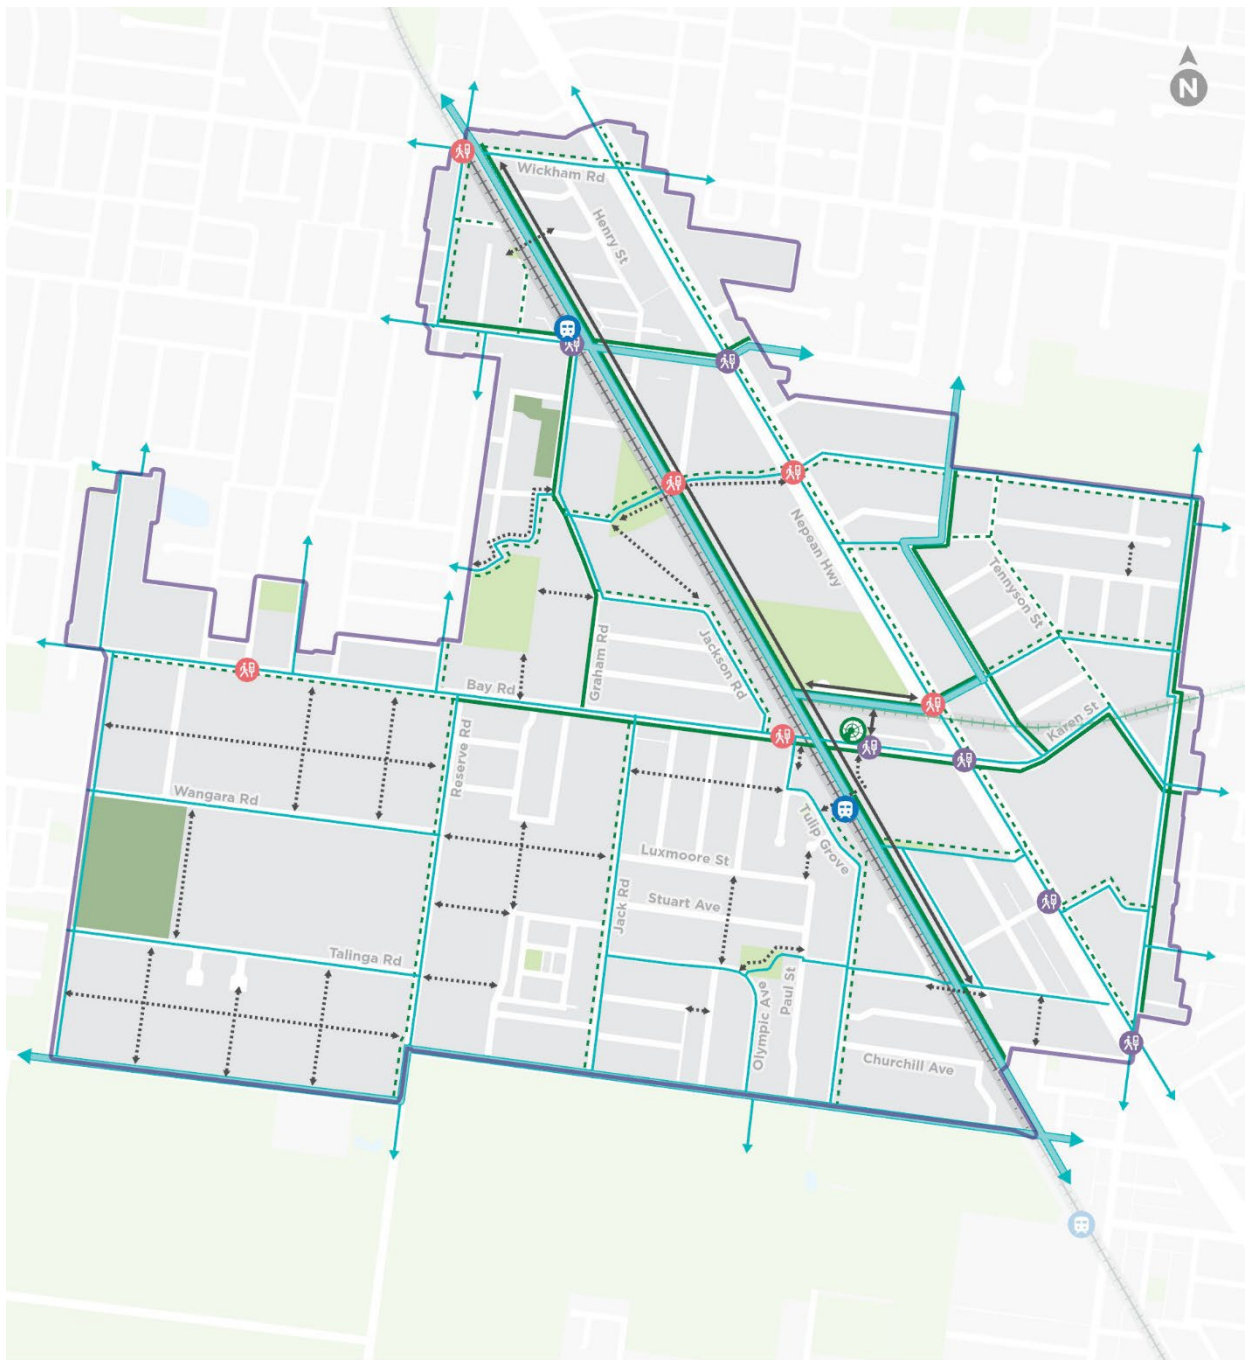 N
Wickham Rd
Henry St
Nepean Hwy
Tennyson St
Graham Rd
Jackson Rd
Bay Rd
Karen St
Reserve Rd
Wangara Rd
Tulip Grove
Luxmoore St
Stuart Ave
Jack Rd
Talinga Rd
Paul St
Olympic Ave
Churchill Ave